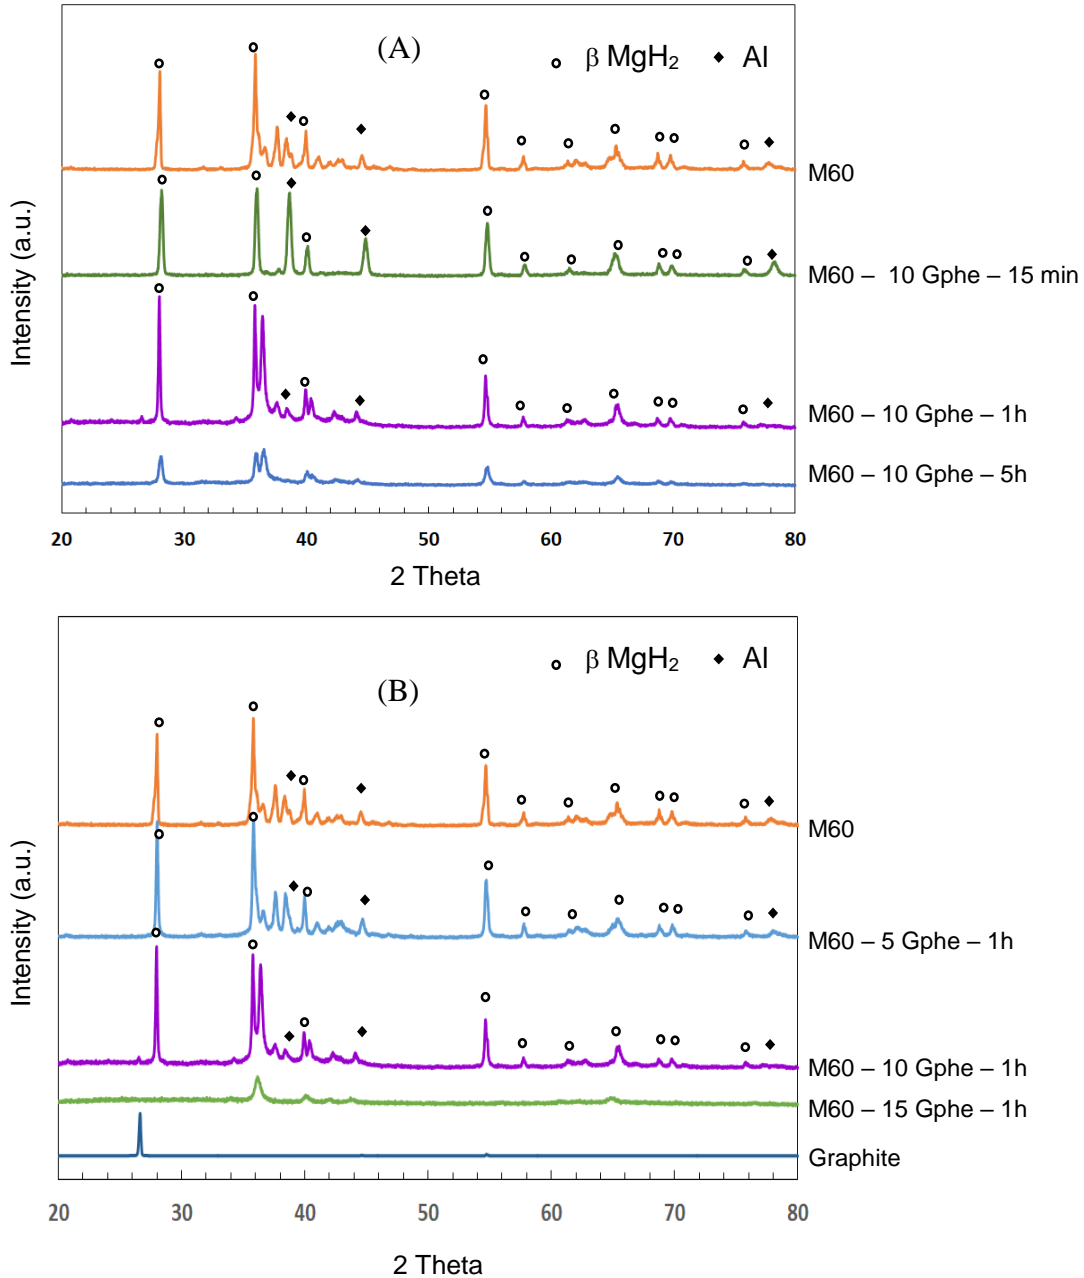 (A)
β MgH₂
Al
M60
M60 – 10 Gphe – 15 min
M60 – 10 Gphe – 1h
M60 – 10 Gphe – 5h
Intensity (a.u.)
20 30 40 50 60 70 80
2 Theta
β MgH₂
Al
(B)
M60
M60 – 5 Gphe – 1h
M60 – 10 Gphe – 1h
M60 – 15 Gphe – 1h
Graphite
Intensity (a.u.)
20 30 40 50 60 70 80
2 Theta